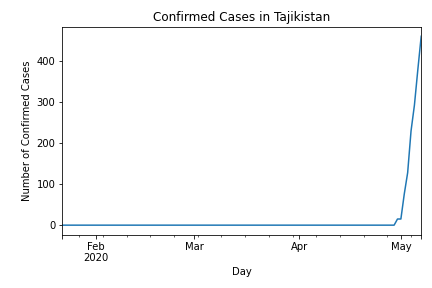 Confirmed Cases in Tajikistan
Number of Confirmed Cases
400
300
200
100
0
Feb
2020
Mar
Apr
May
Day